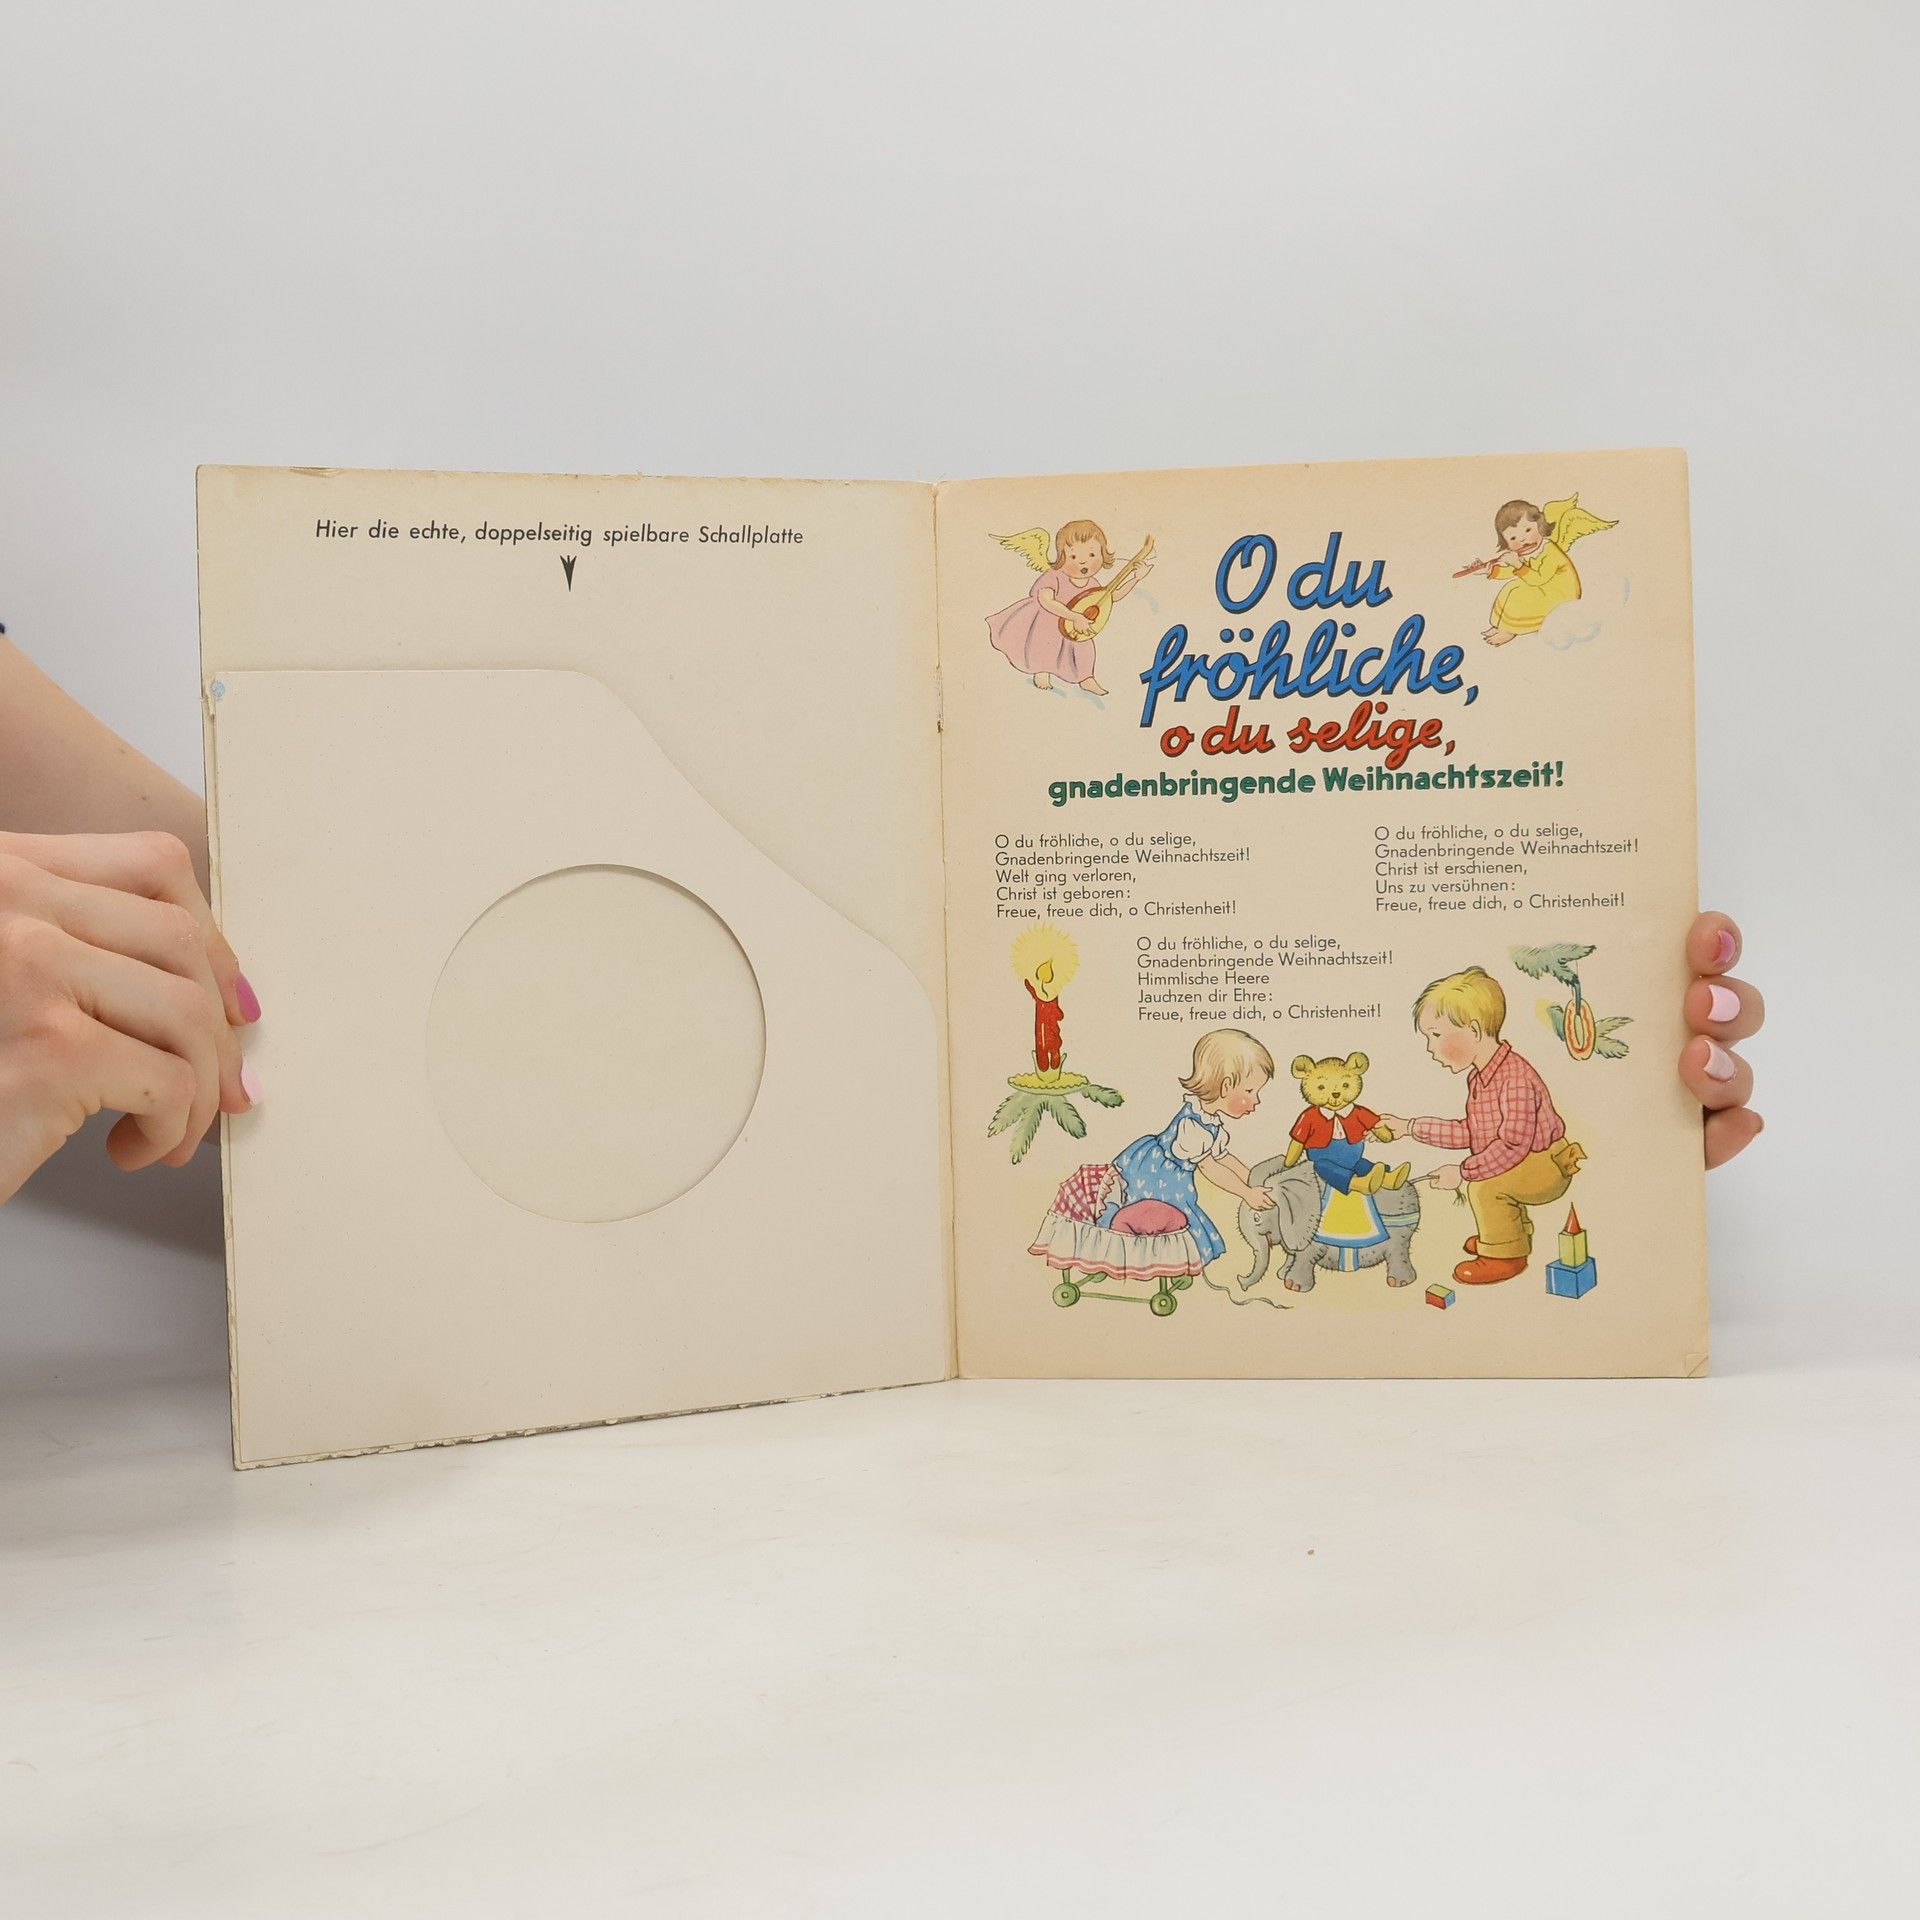 Hier die echte, doppelseitig spielbare Schallplatte
O du
fröhliche,
o du selige,
gnadenbringende Weihnachtszeit!
O du fröhliche, o du selige,
Gnadenbringende Weihnachtszeit!
Welt ging verloren,
Christ ist geboren:
Freue, freue dich, o Christenheit!
O du fröhliche, o du selige,
Gnadenbringende Weihnachtszeit!
Christ ist erschienen,
Uns zu versühnen:
Freue, freue dich, o Christenheit!
O du fröhliche, o du selige,
Gnadenbringende Weihnachtszeit!
Himmlische Heere
Jauchzen dir Ehre:
Freue, freue dich, o Christenheit!